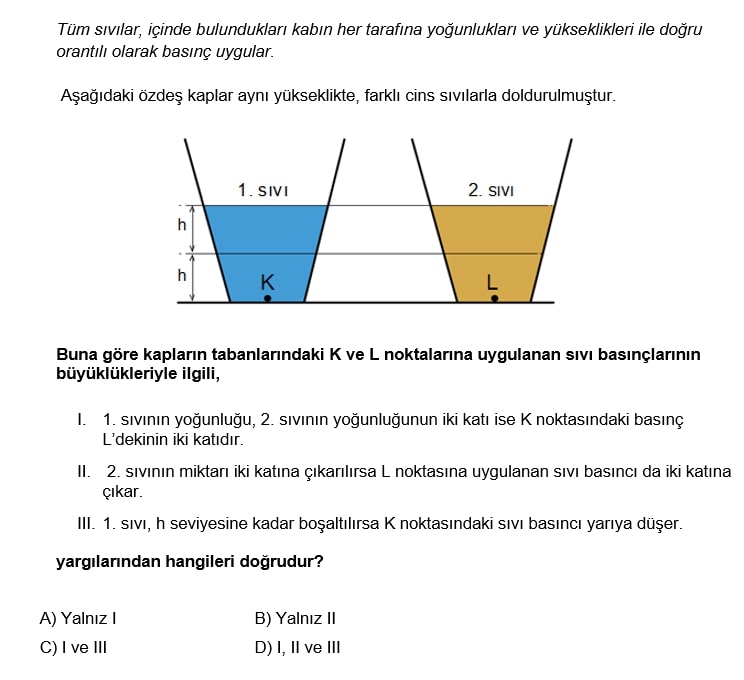 Tüm sıvılar, içinde bulundukları kabın her tarafına yoğunlukları ve yükseklikleri ile doğru
orantılı olarak basınç uygular.
Aşağıdaki özdeş kaplar aynı yükseklikte, farklı cins sıvılarla doldurulmuştur.
1. SIVI
2. SIVI
h
h
K
L
Buna göre kapların tabanlarındaki K ve L noktalarına uygulanan sıvı basınçlarının
büyüklükleriyle ilgili,
I. 1. sıvının yoğunluğu, 2. sıvının yoğunluğunun iki katı ise K noktasındaki basınç
L'dekinin iki katıdır.
II. 2. sıvının miktarı iki katına çıkarılırsa L noktasına uygulanan sıvı basıncı da iki katına
çıkar.
III. 1. sıvı, h seviyesine kadar boşaltılırsa K noktasındaki sıvı basıncı yarıya düşer.
yargılarından hangileri doğrudur?
A) Yalnız I
B) Yalnız II
C) I ve III
D) I, II ve III